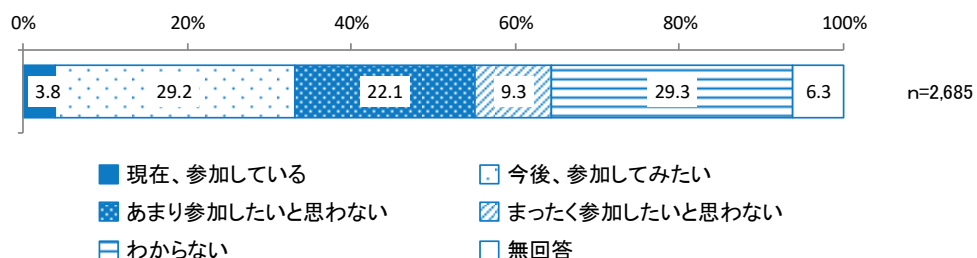 0% 20% 40% 60% 80% 100%
3.8 29.2 22.1 9.3 29.3 6.3 n=2,685
現在、参加している 今後、参加してみたい
あまり参加したいと思わない まったく参加したいと思わない
わからない 無回答